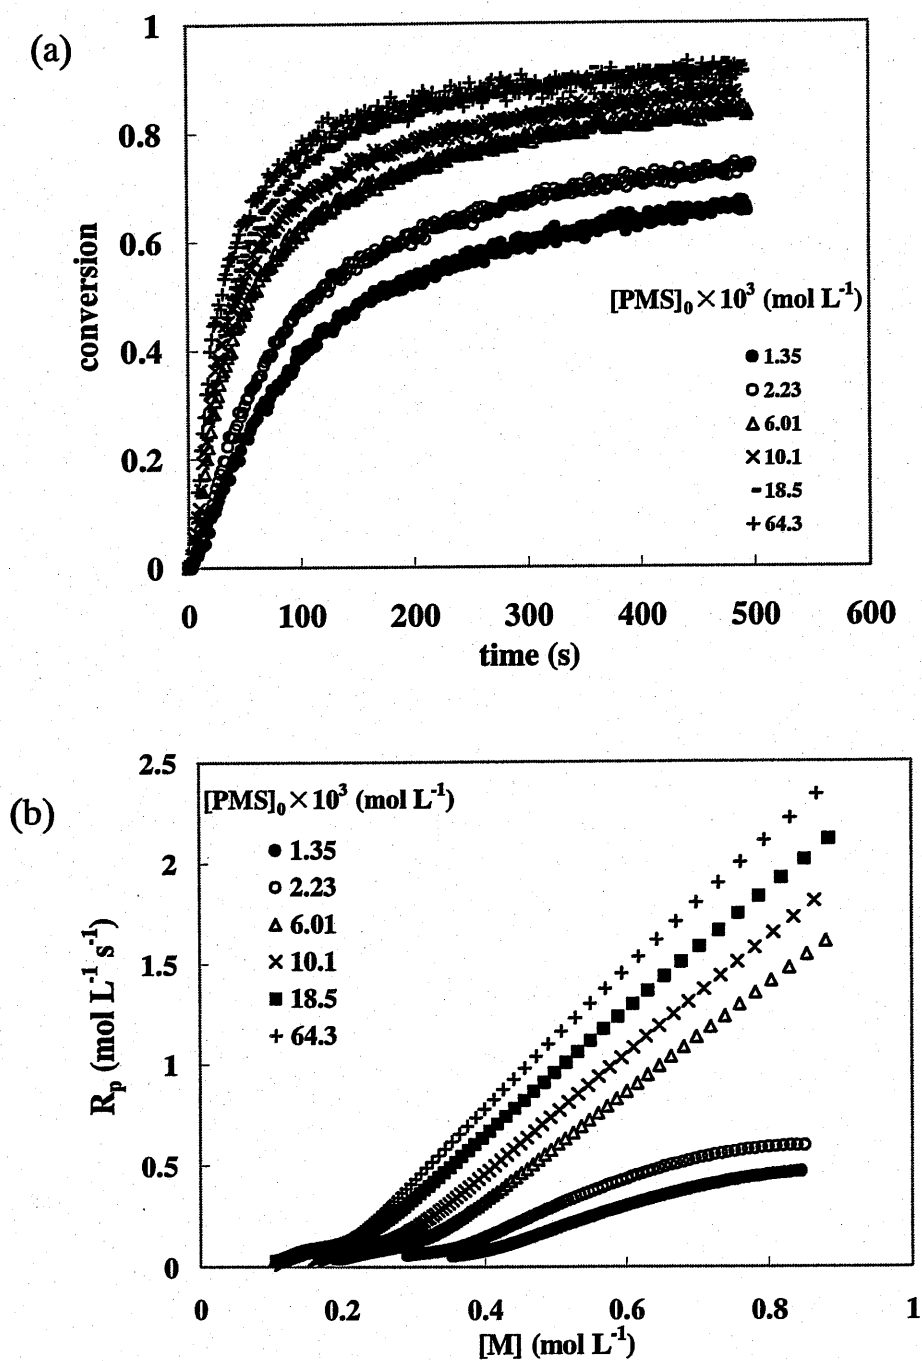 (a)
1
0.8
0.6
0.4
0.2
0
conversion
[PMS]₀×10³ (mol L⁻¹)
● 1.35
○ 2.23
△ 6.01
× 10.1
- 18.5
+ 64.3
0 100 200 300 400 500 600
time (s)
(b)
2.5
2
1.5
1
0.5
0
Rₚ (mol L⁻¹ s⁻¹)
[PMS]₀×10³ (mol L⁻¹)
● 1.35
○ 2.23
△ 6.01
× 10.1
■ 18.5
+ 64.3
0 0.2 0.4 0.6 0.8 1
[M] (mol L⁻¹)